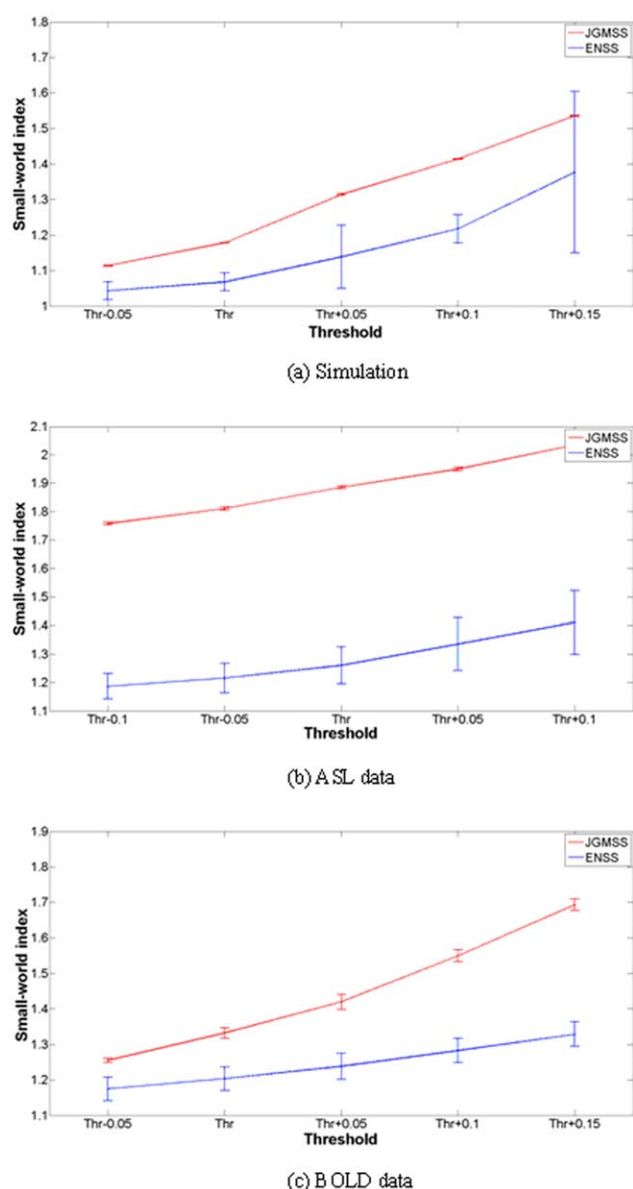 1.8
1.7
1.6
1.5
1.4
1.3
1.2
1.1
1
Small-world index
JGMSS
ENSS
Thr-0.05 Thr Thr+0.05 Thr+0.1 Thr+0.15
Threshold
(a) Simulation
2.1
2
1.9
1.8
1.7
1.6
1.5
1.4
1.3
1.2
1.1
Small-world index
JGMSS
ENSS
Thr-0.1 Thr-0.05 Thr Thr+0.05 Thr+0.1
Threshold
(b) ASL data
1.9
1.8
1.7
1.6
1.5
1.4
1.3
1.2
1.1
Small-world index
JGMSS
ENSS
Thr-0.05 Thr Thr+0.05 Thr+0.1 Thr+0.15
Threshold
(c) BOLD data